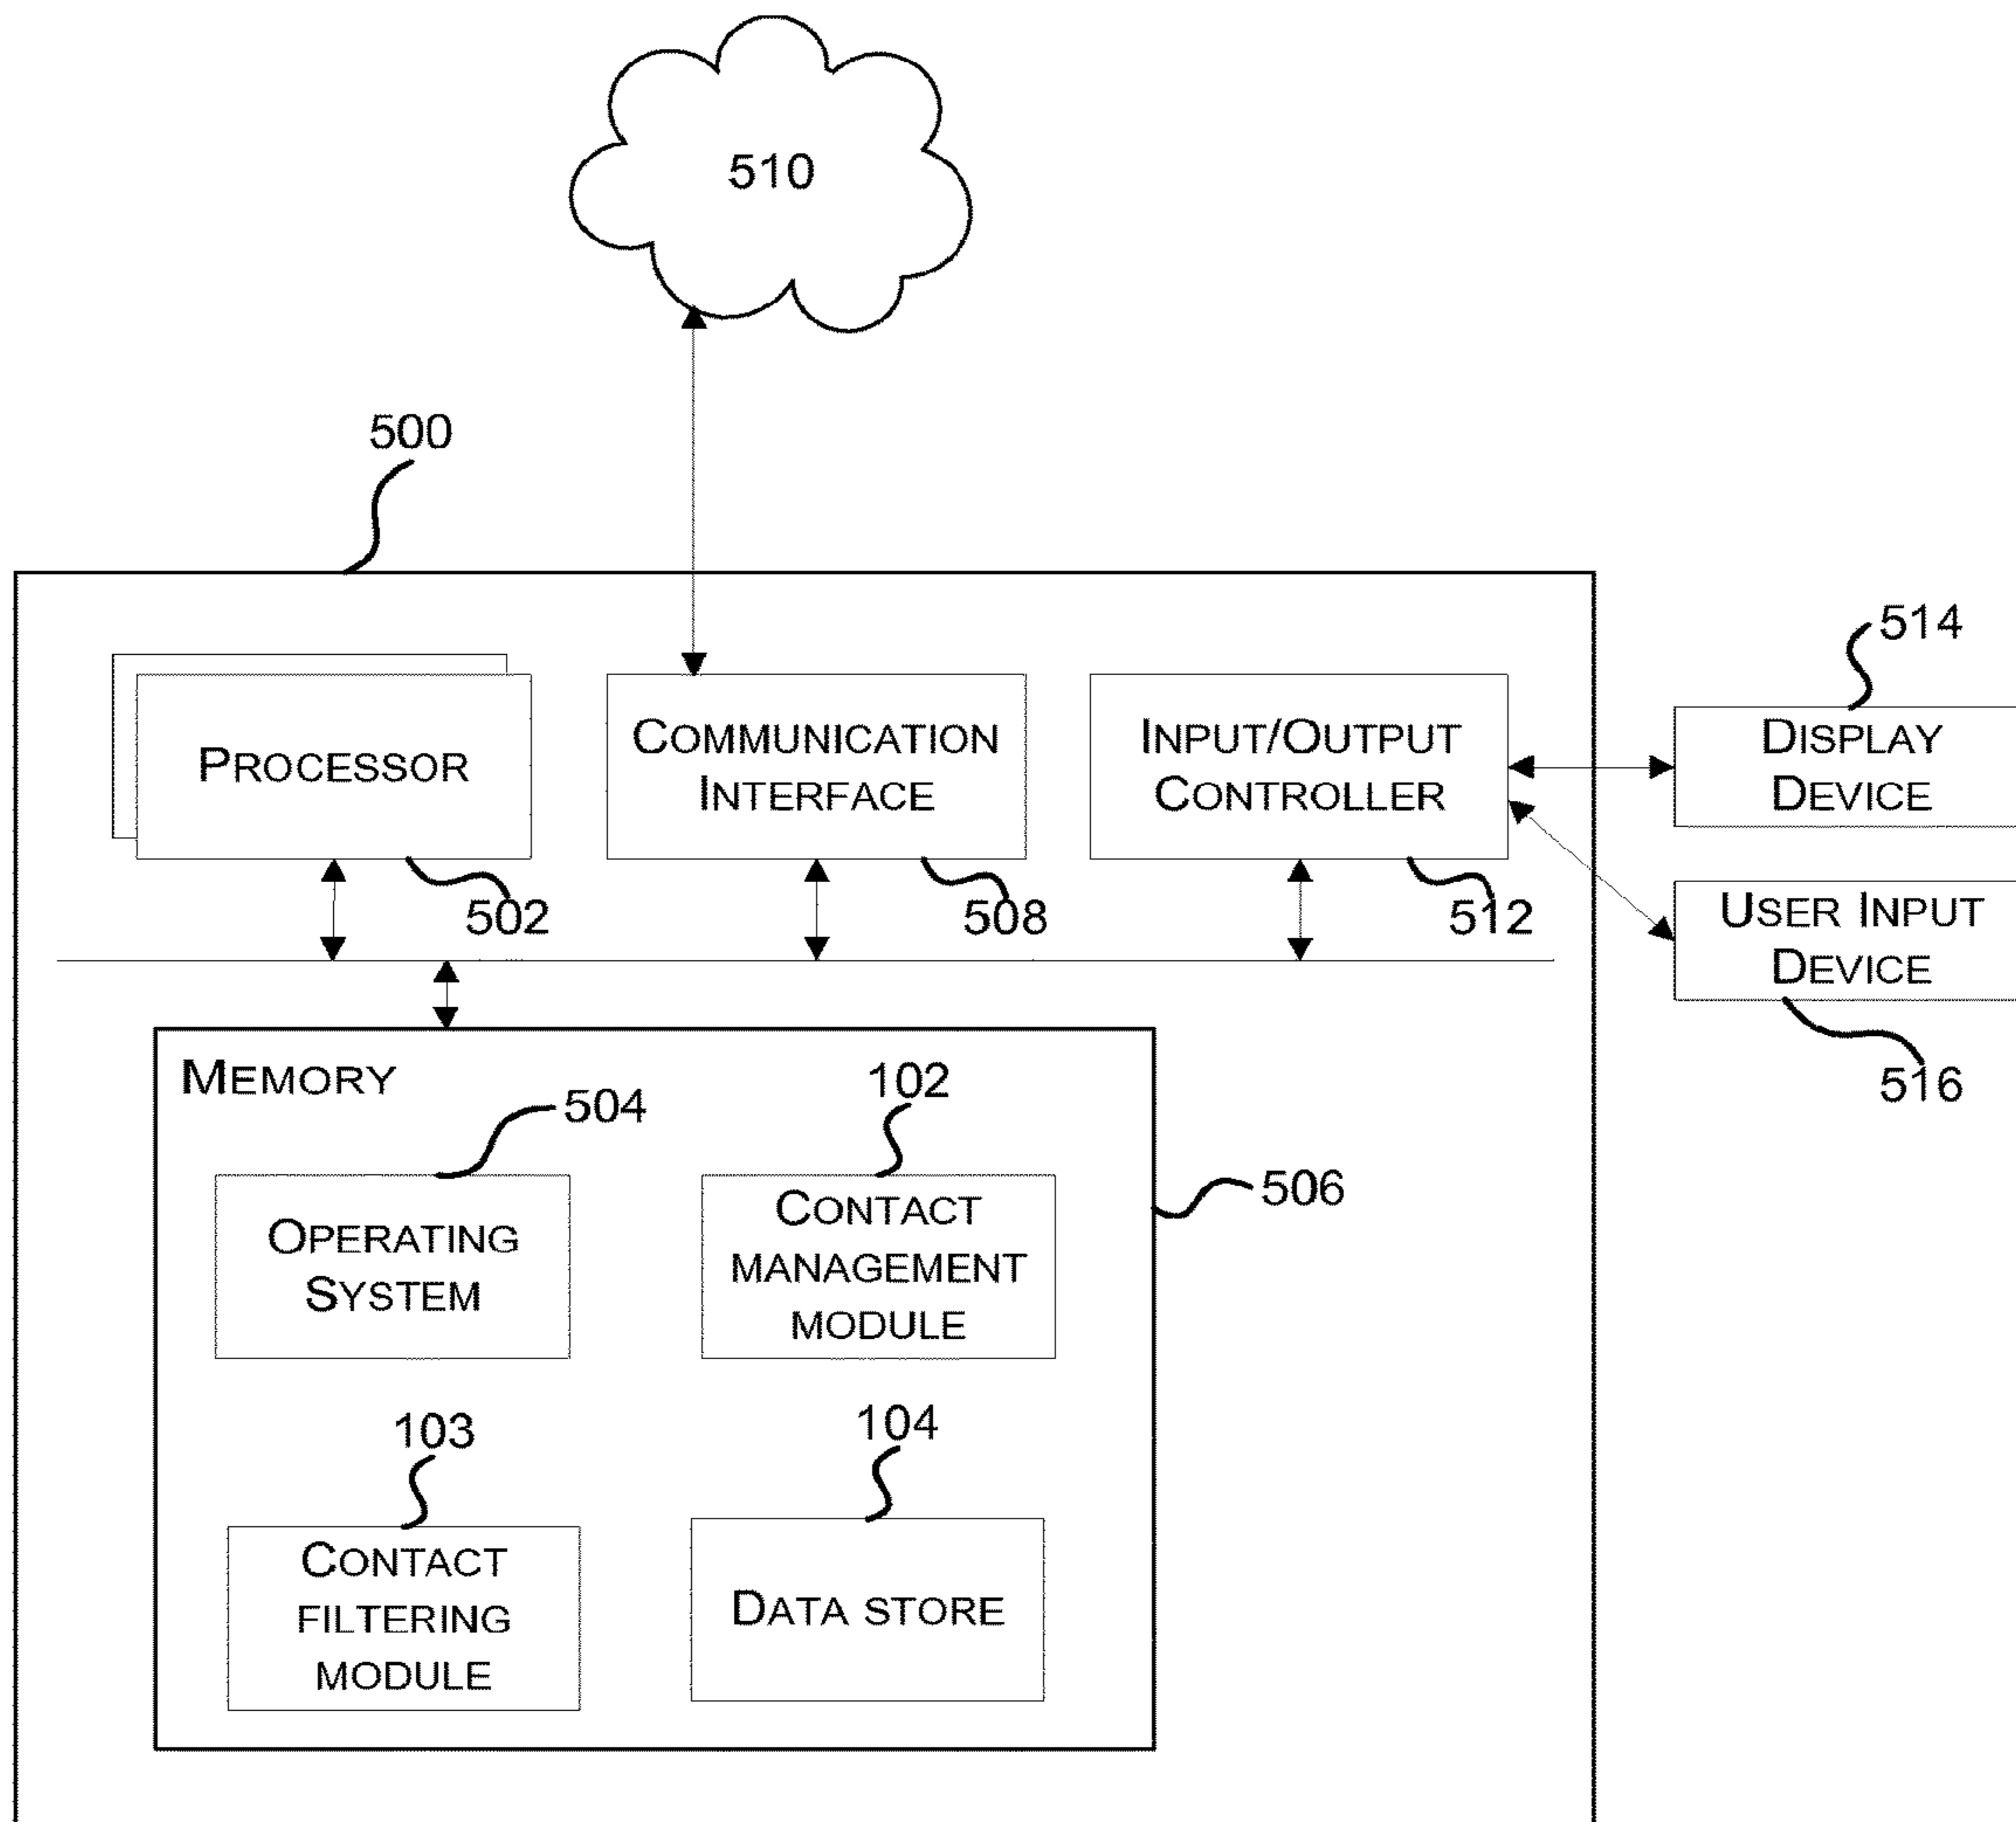 510
500
514
PROCESSOR
COMMUNICATION
INTERFACE
INPUT/OUTPUT
CONTROLLER
DISPLAY
DEVICE
502
508
512
USER INPUT
DEVICE
516
MEMORY
504
102
506
OPERATING
SYSTEM
CONTACT
MANAGEMENT
MODULE
103
104
CONTACT
FILTERING
MODULE
DATA STORE